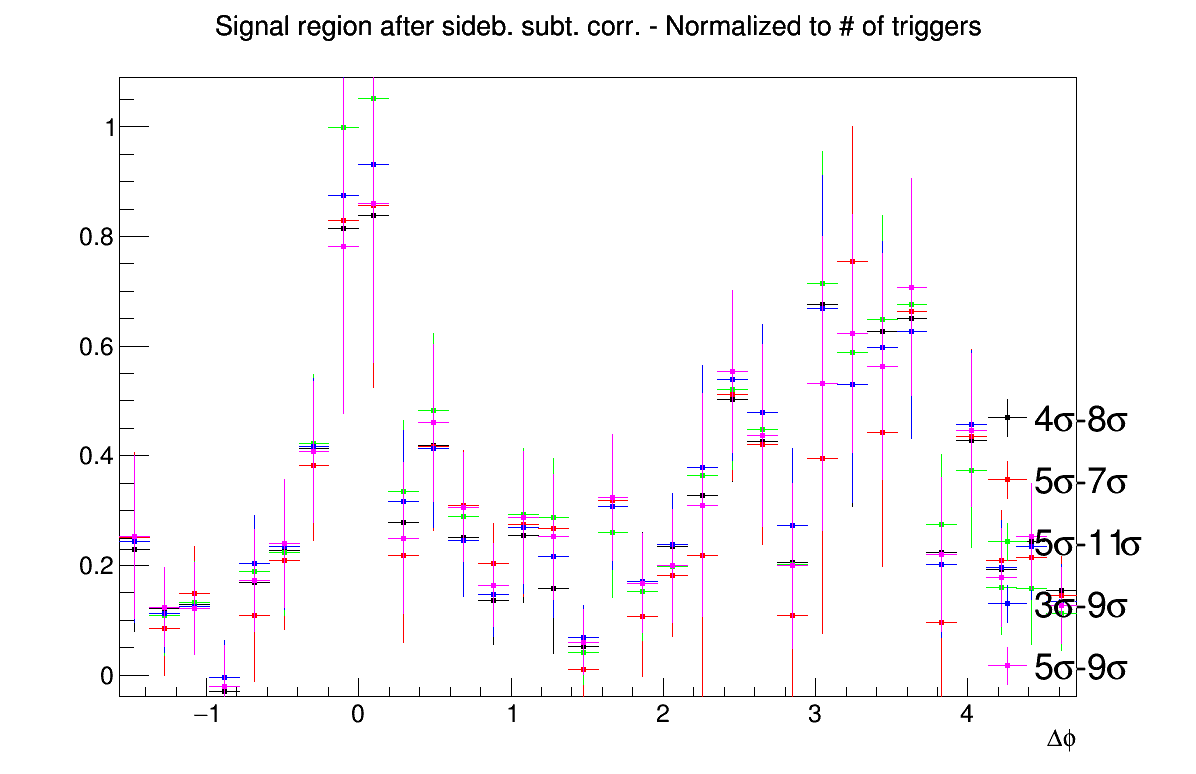 Signal region after sideb. subt. corr. - Normalized to # of triggers
1
0.8
0.6
0.4
0.2
0
4σ-8σ
5σ-7σ
5σ-11σ
3σ-9σ
5σ-9σ
−1 0 1 2 3 4
Δϕ